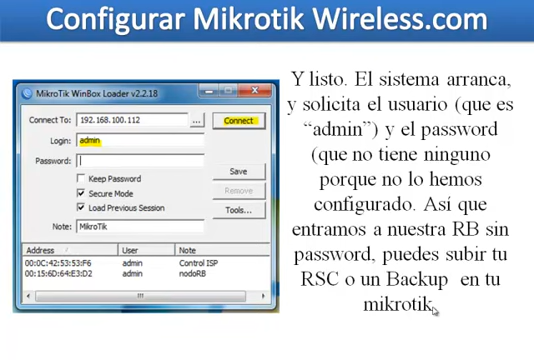 Configurar Mikrotik Wireless.com
MikroTik WinBox Loader v2.2.18
Connect To: 192.168.100.112 ... Connect
Login: admin
Password:
Keep Password Save
Secure Mode Remove
Load Previous Session Tools...
Note: MikroTik
Address / User Note
00:0C:42:53:53:F6 admin Control ISP
00:15:6D:64:E3:D2 admin nodoRB
Y listo. El sistema arranca,
y solicita el usuario (que es
“admin”) y el password
(que no tiene ninguno
porque no lo hemos
configurado. Así que
entramos a nuestra RB sin
password, puedes subir tu
RSC o un Backup en tu
mikrotik.